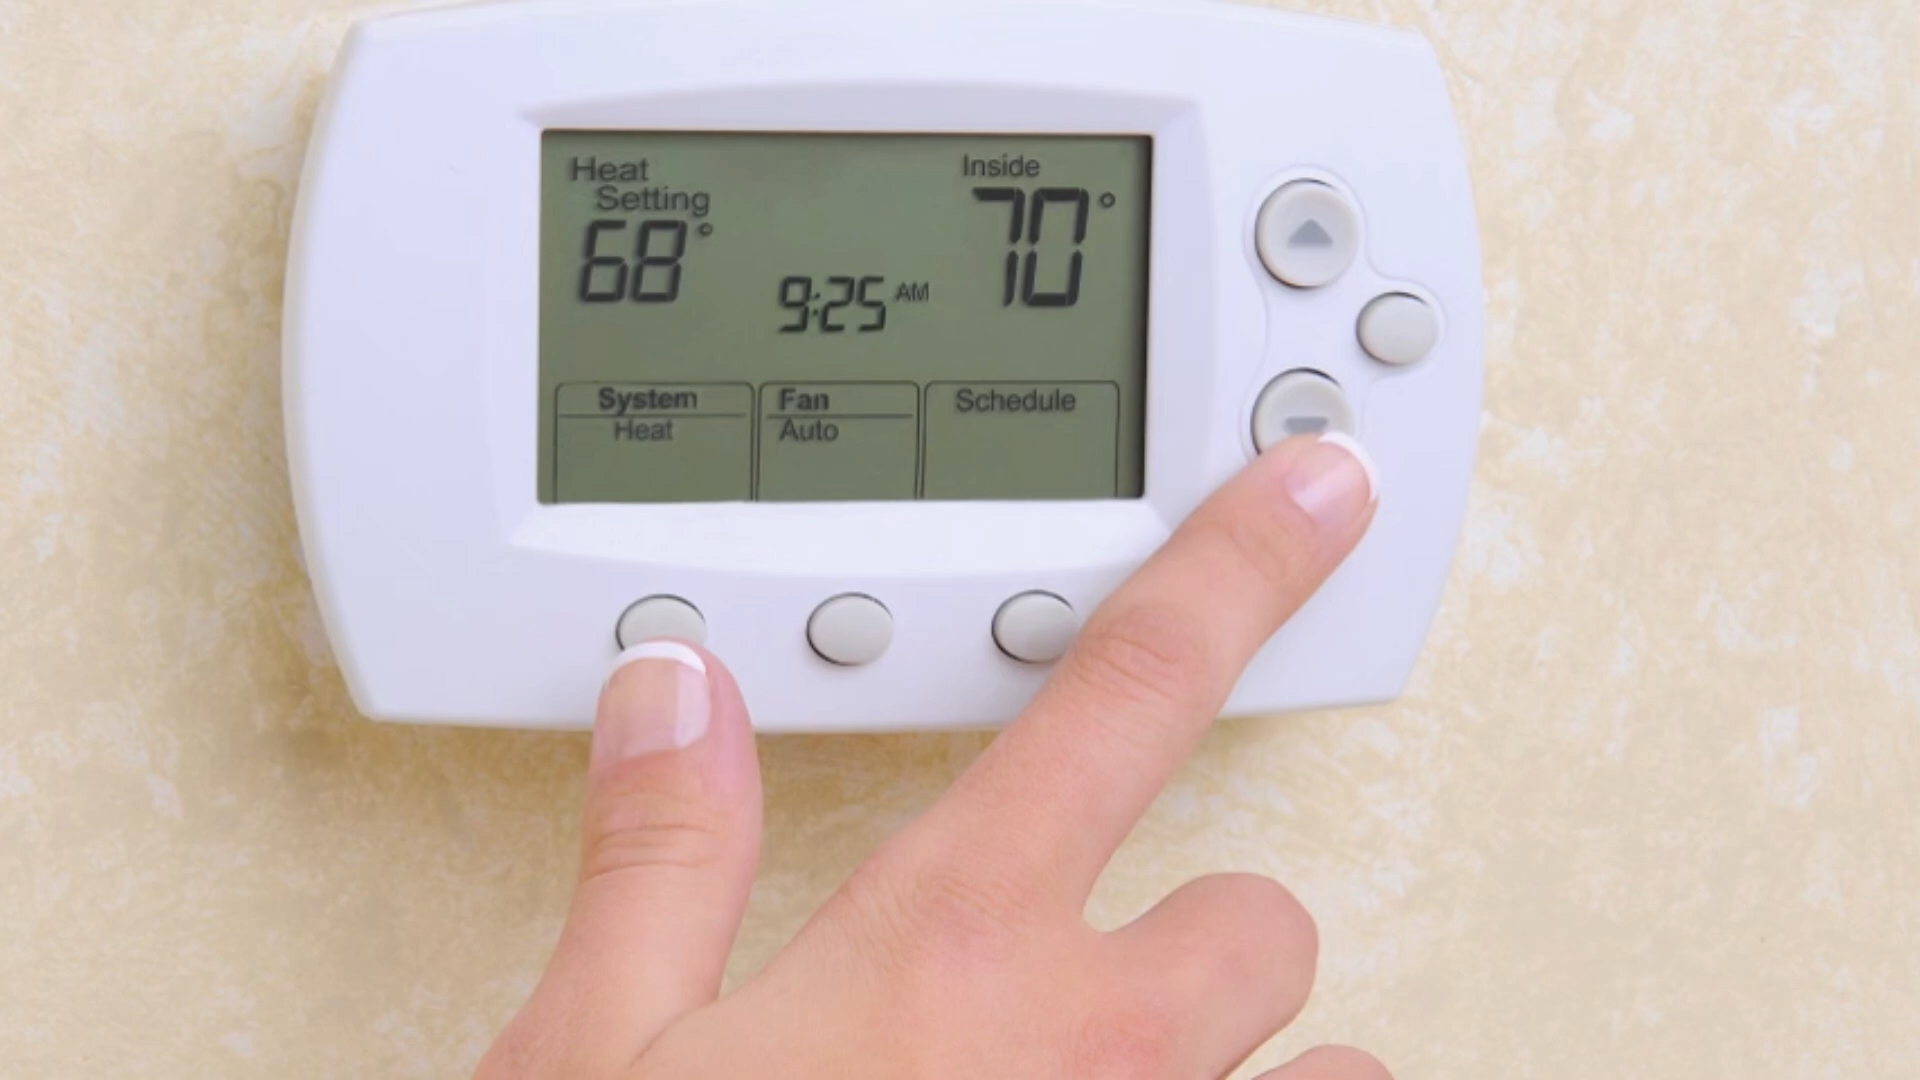 Heat
Setting
68°
Inside
70°
9:25 AM
System
Heat
Fan
Auto
Schedule